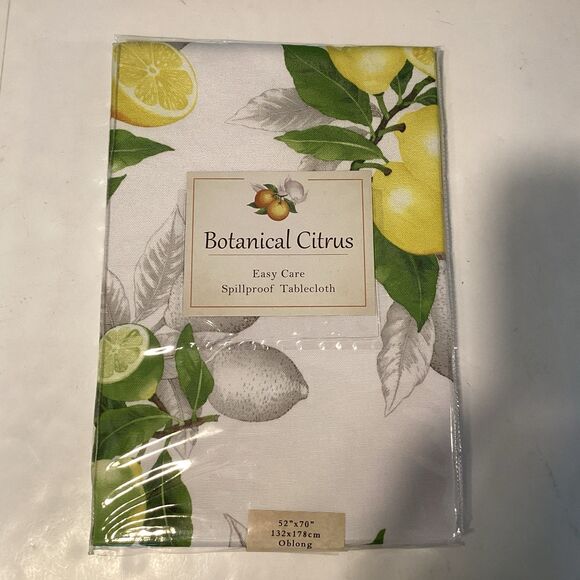 Botanical Citrus
Easy Care
Spillproof Tablecloth
52"x70"
132x178cm
Oblong